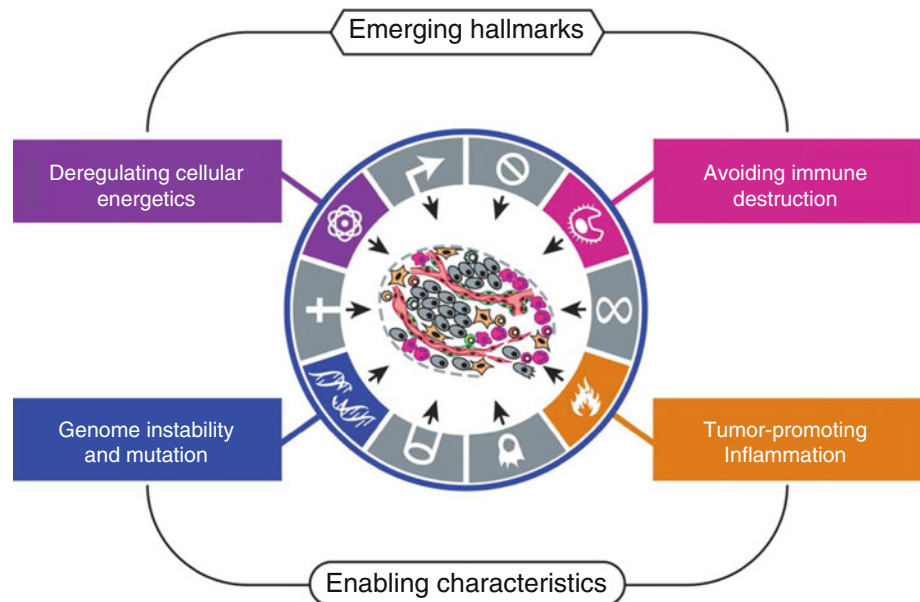 Emerging hallmarks
Deregulating cellular
energetics
Avoiding immune
destruction
Genome instability
and mutation
Tumor-promoting
Inflammation
Enabling characteristics